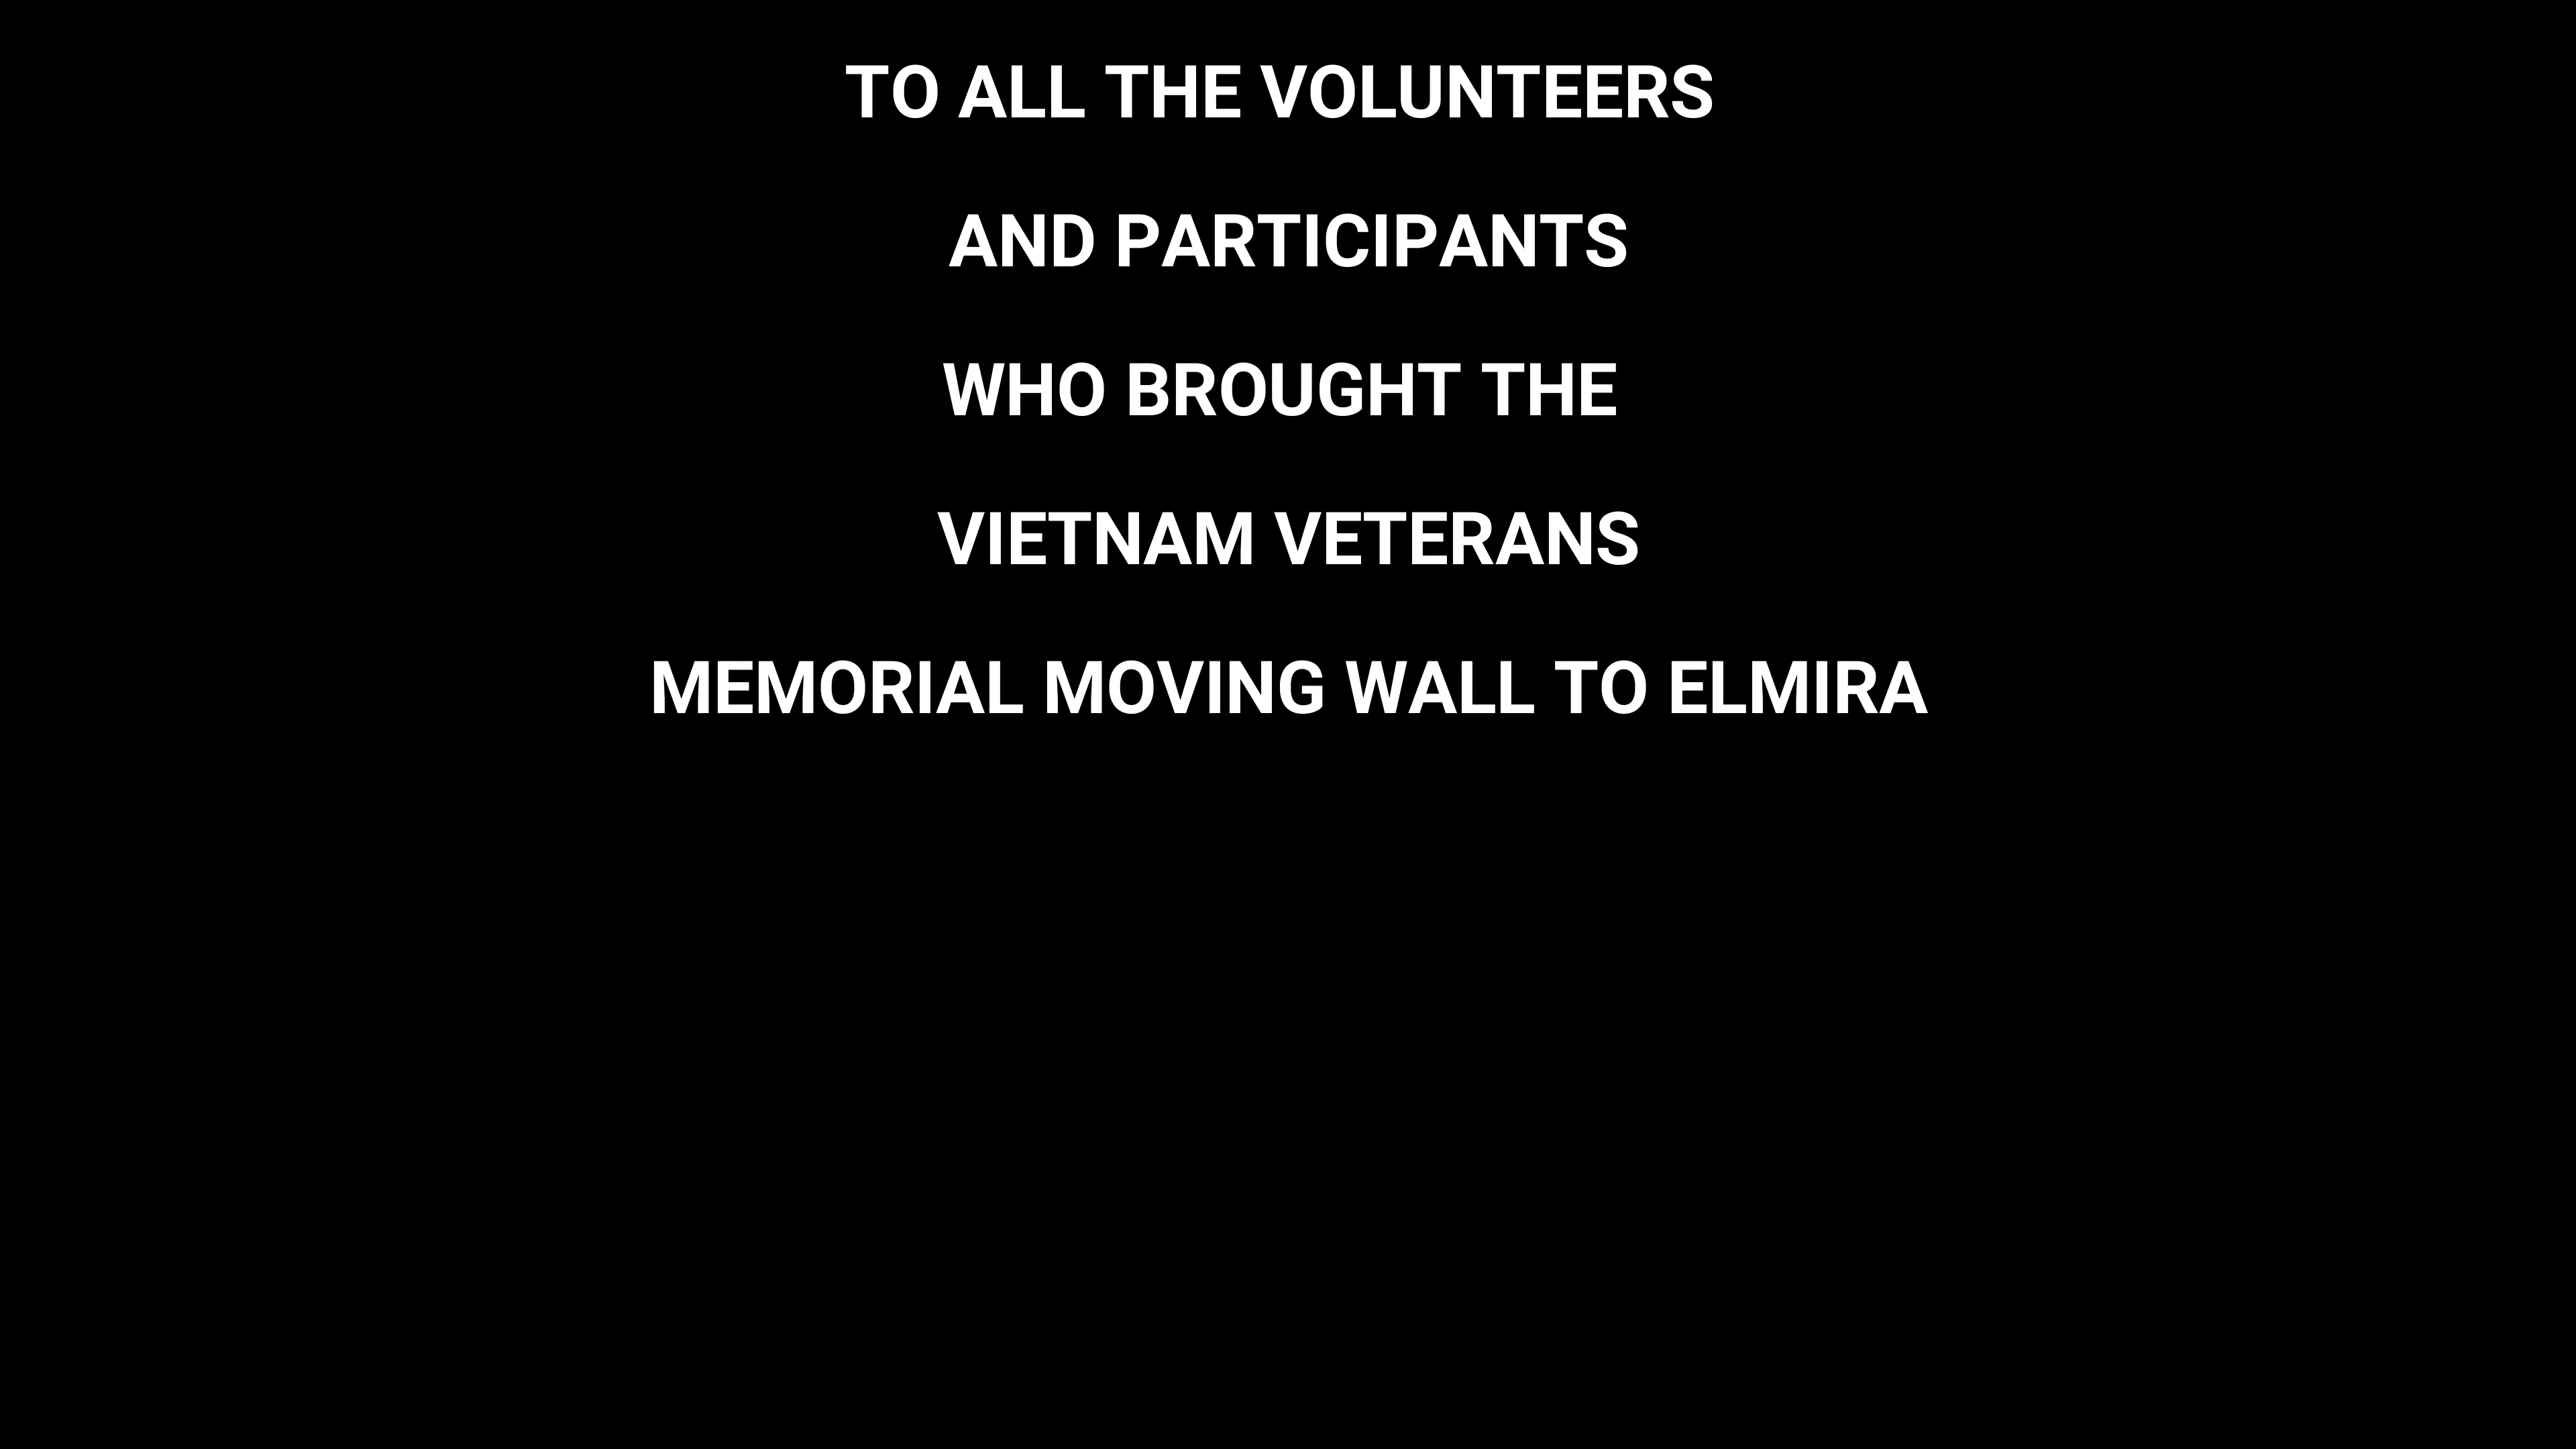 TO ALL THE VOLUNTEERS
AND PARTICIPANTS
WHO BROUGHT THE
VIETNAM VETERANS
MEMORIAL MOVING WALL TO ELMIRA